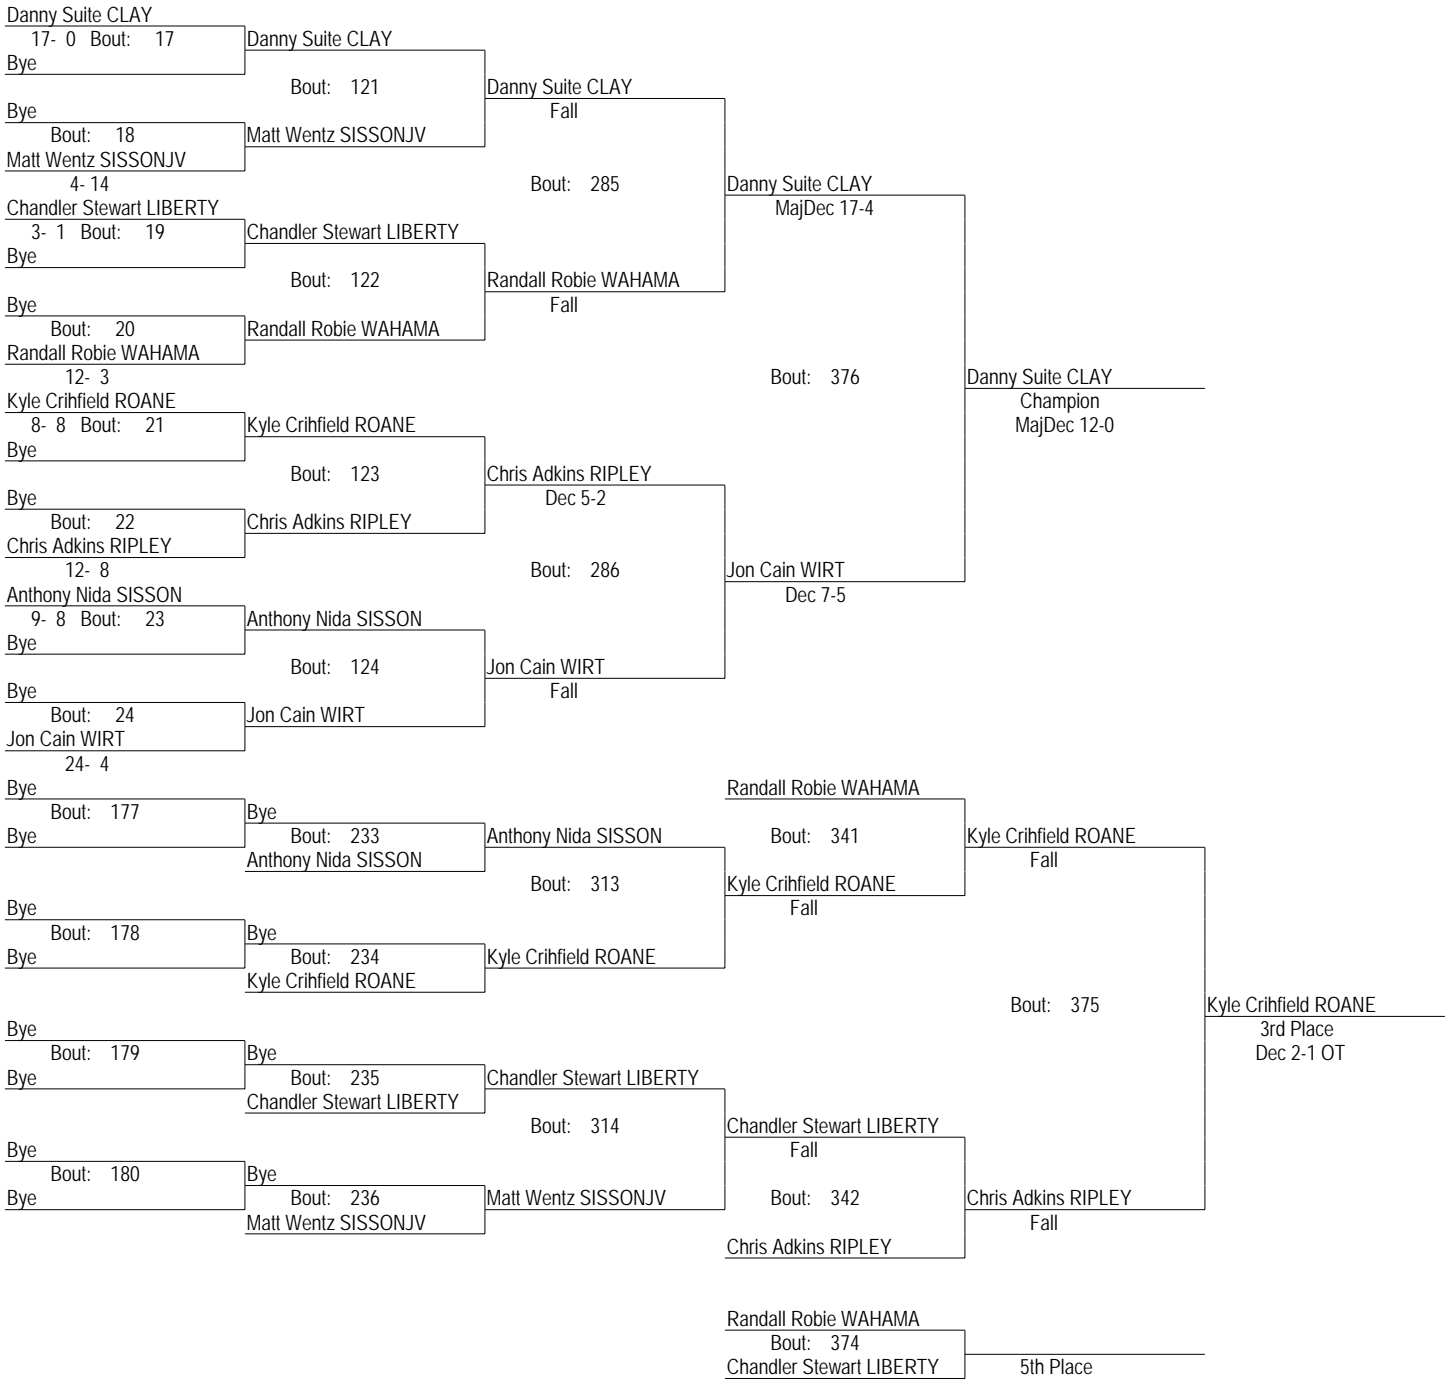 Danny Suite CLAY
17- 0 Bout: 17
Danny Suite CLAY
Bye
Bout: 121
Danny Suite CLAY
Bye
Fall
Bout: 18
Matt Wentz SISSONJV
Matt Wentz SISSONJV
4- 14
Bout: 285
Danny Suite CLAY
Chandler Stewart LIBERTY
MajDec 17-4
3- 1 Bout: 19
Chandler Stewart LIBERTY
Bye
Bout: 122
Randall Robie WAHAMA
Bye
Fall
Bout: 20
Randall Robie WAHAMA
Randall Robie WAHAMA
12- 3
Bout: 376
Danny Suite CLAY
Kyle Crihfield ROANE
Champion
8- 8 Bout: 21
Kyle Crihfield ROANE
MajDec 12-0
Bye
Bout: 123
Chris Adkins RIPLEY
Bye
Dec 5-2
Bout: 22
Chris Adkins RIPLEY
Chris Adkins RIPLEY
12- 8
Bout: 286
Jon Cain WIRT
Anthony Nida SISSON
Dec 7-5
9- 8 Bout: 23
Anthony Nida SISSON
Bye
Bout: 124
Jon Cain WIRT
Bye
Fall
Bout: 24
Jon Cain WIRT
Jon Cain WIRT
24- 4
Bye
Randall Robie WAHAMA
Bout: 177
Bye
Bye
Bout: 233
Anthony Nida SISSON
Bout: 341
Kyle Crihfield ROANE
Anthony Nida SISSON
Fall
Bout: 313
Kyle Crihfield ROANE
Bye
Fall
Bout: 178
Bye
Bye
Bout: 234
Kyle Crihfield ROANE
Kyle Crihfield ROANE
Bout: 375
Kyle Crihfield ROANE
Bye
3rd Place
Bout: 179
Bye
Dec 2-1 OT
Bye
Bout: 235
Chandler Stewart LIBERTY
Chandler Stewart LIBERTY
Bout: 314
Chandler Stewart LIBERTY
Bye
Fall
Bout: 180
Bye
Bye
Bout: 236
Matt Wentz SISSONJV
Bout: 342
Chris Adkins RIPLEY
Matt Wentz SISSONJV
Fall
Chris Adkins RIPLEY
Randall Robie WAHAMA
Bout: 374
Chandler Stewart LIBERTY
5th Place